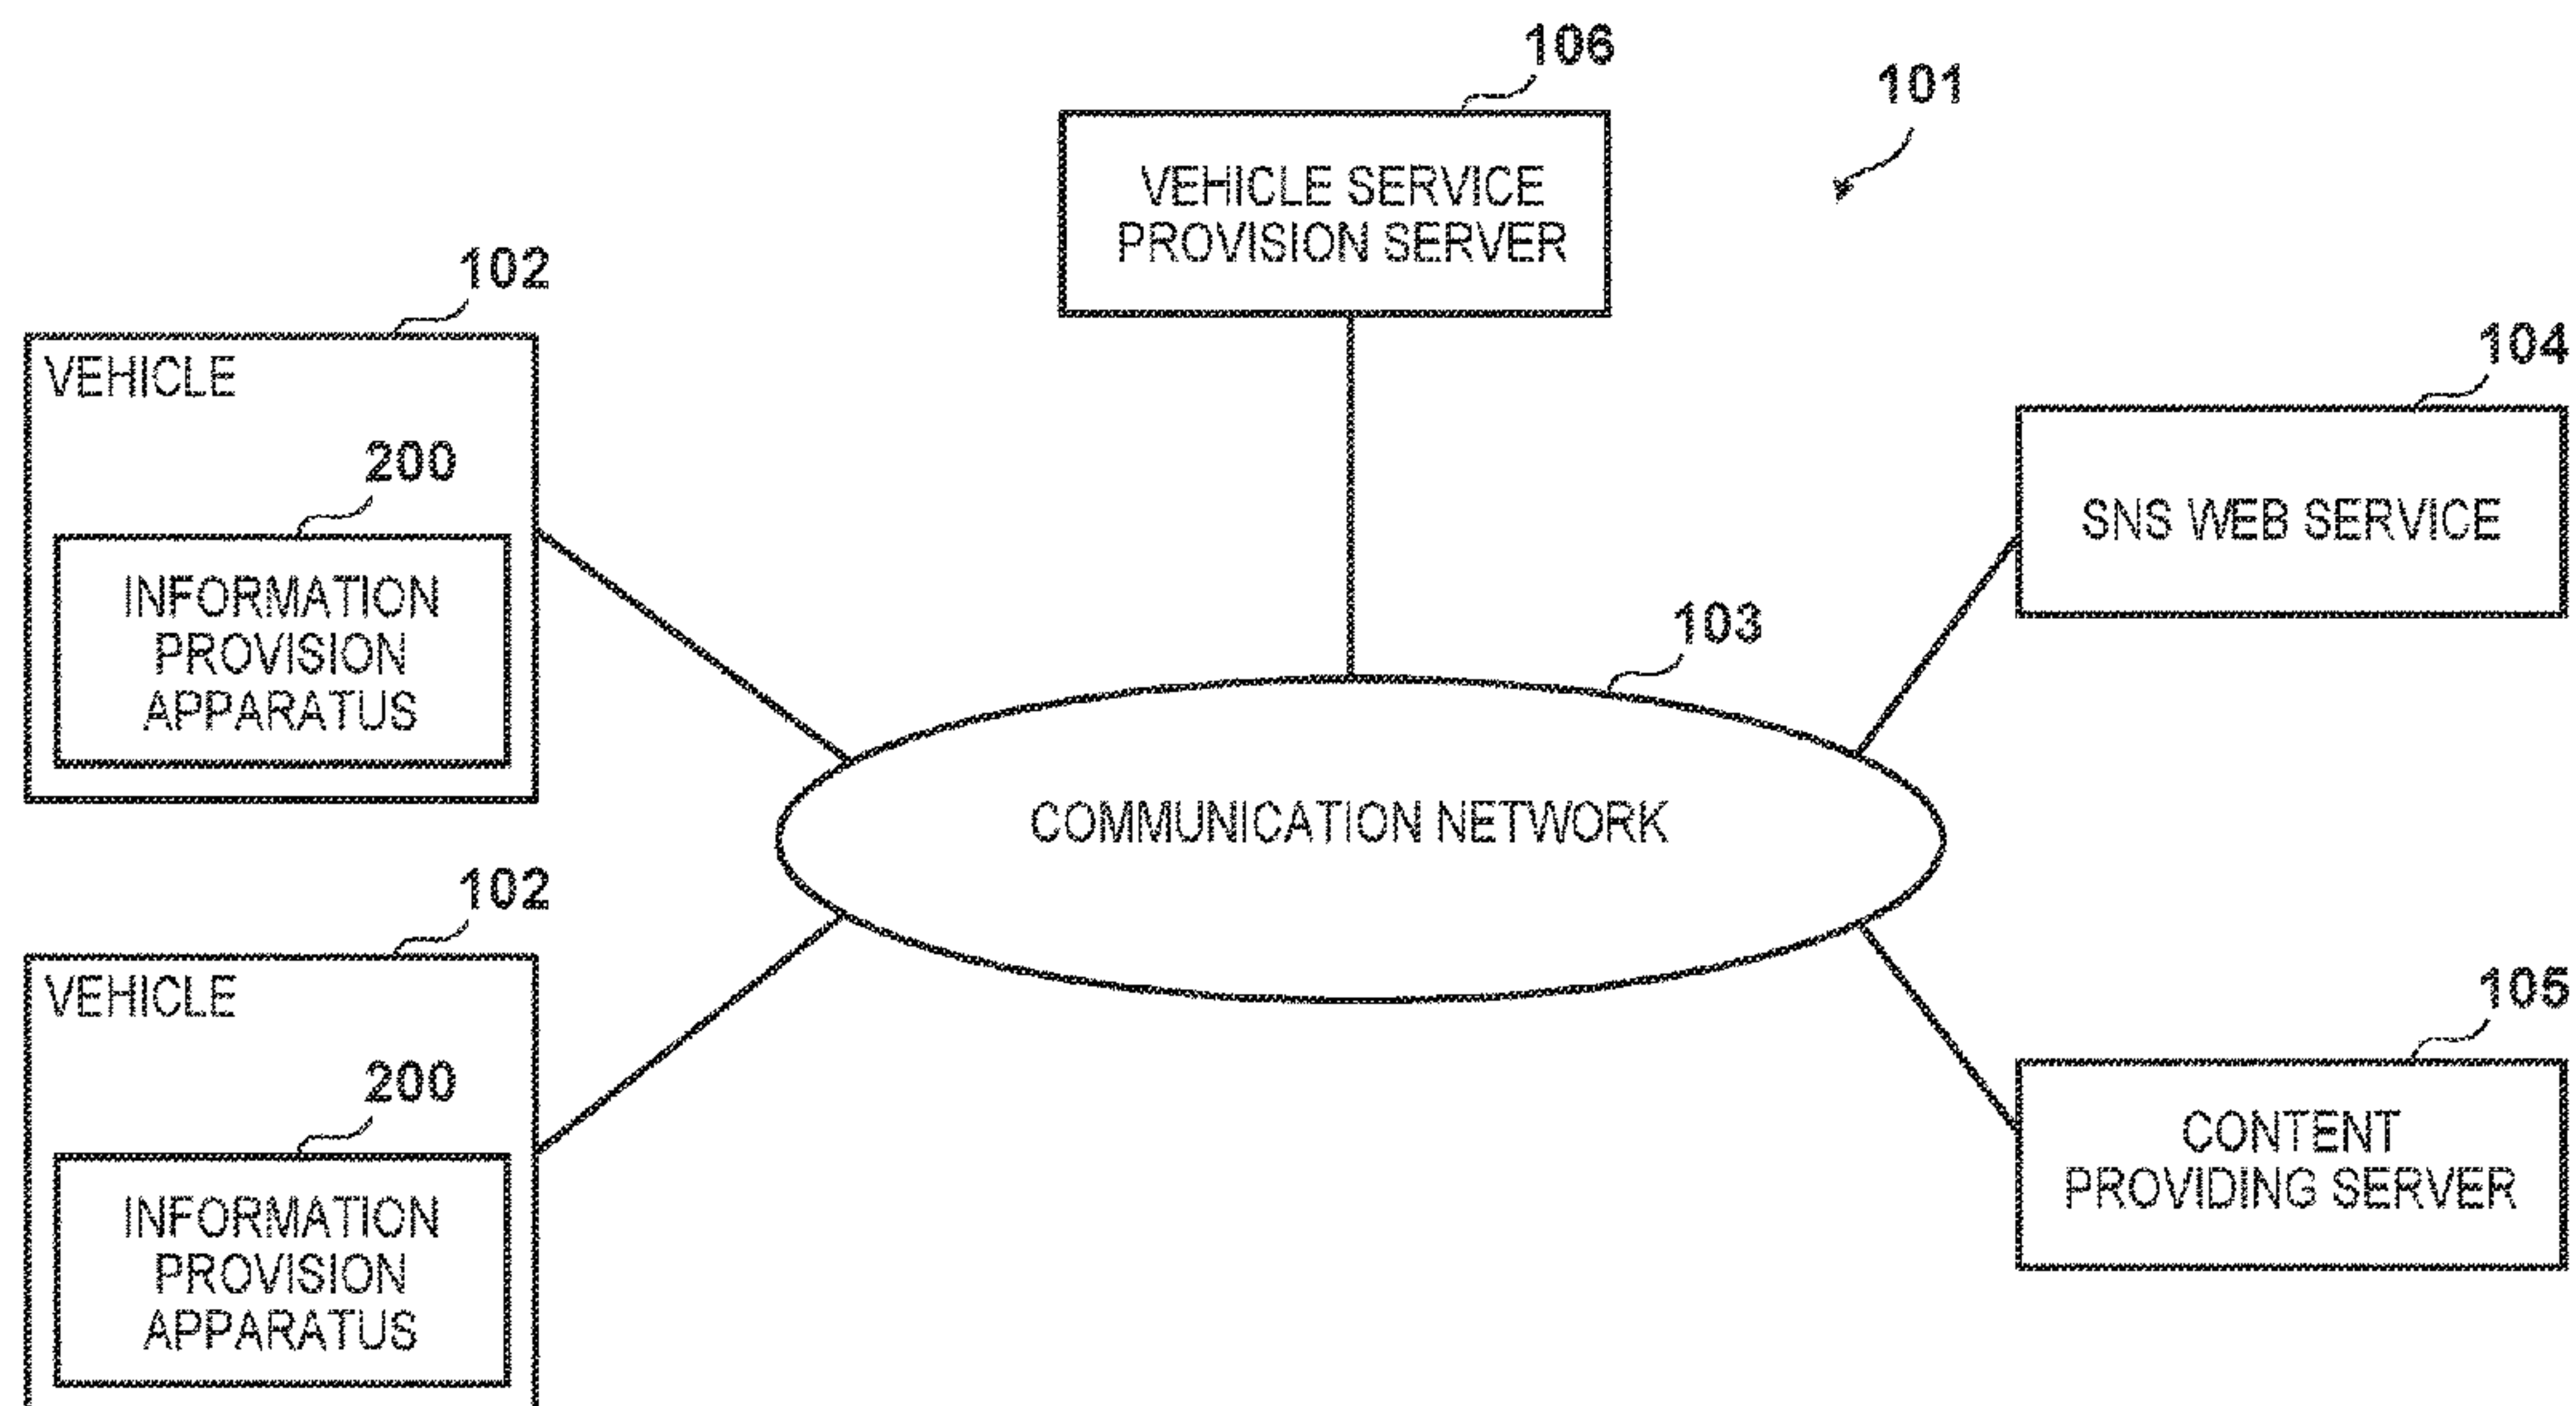 106
101
VEHICLE SERVICE
PROVISION SERVER
102
VEHICLE
200
INFORMATION
PROVISION
APPARATUS
104
SNS WEB SERVICE
103
COMMUNICATION NETWORK
102
VEHICLE
200
INFORMATION
PROVISION
APPARATUS
105
CONTENT
PROVIDING SERVER